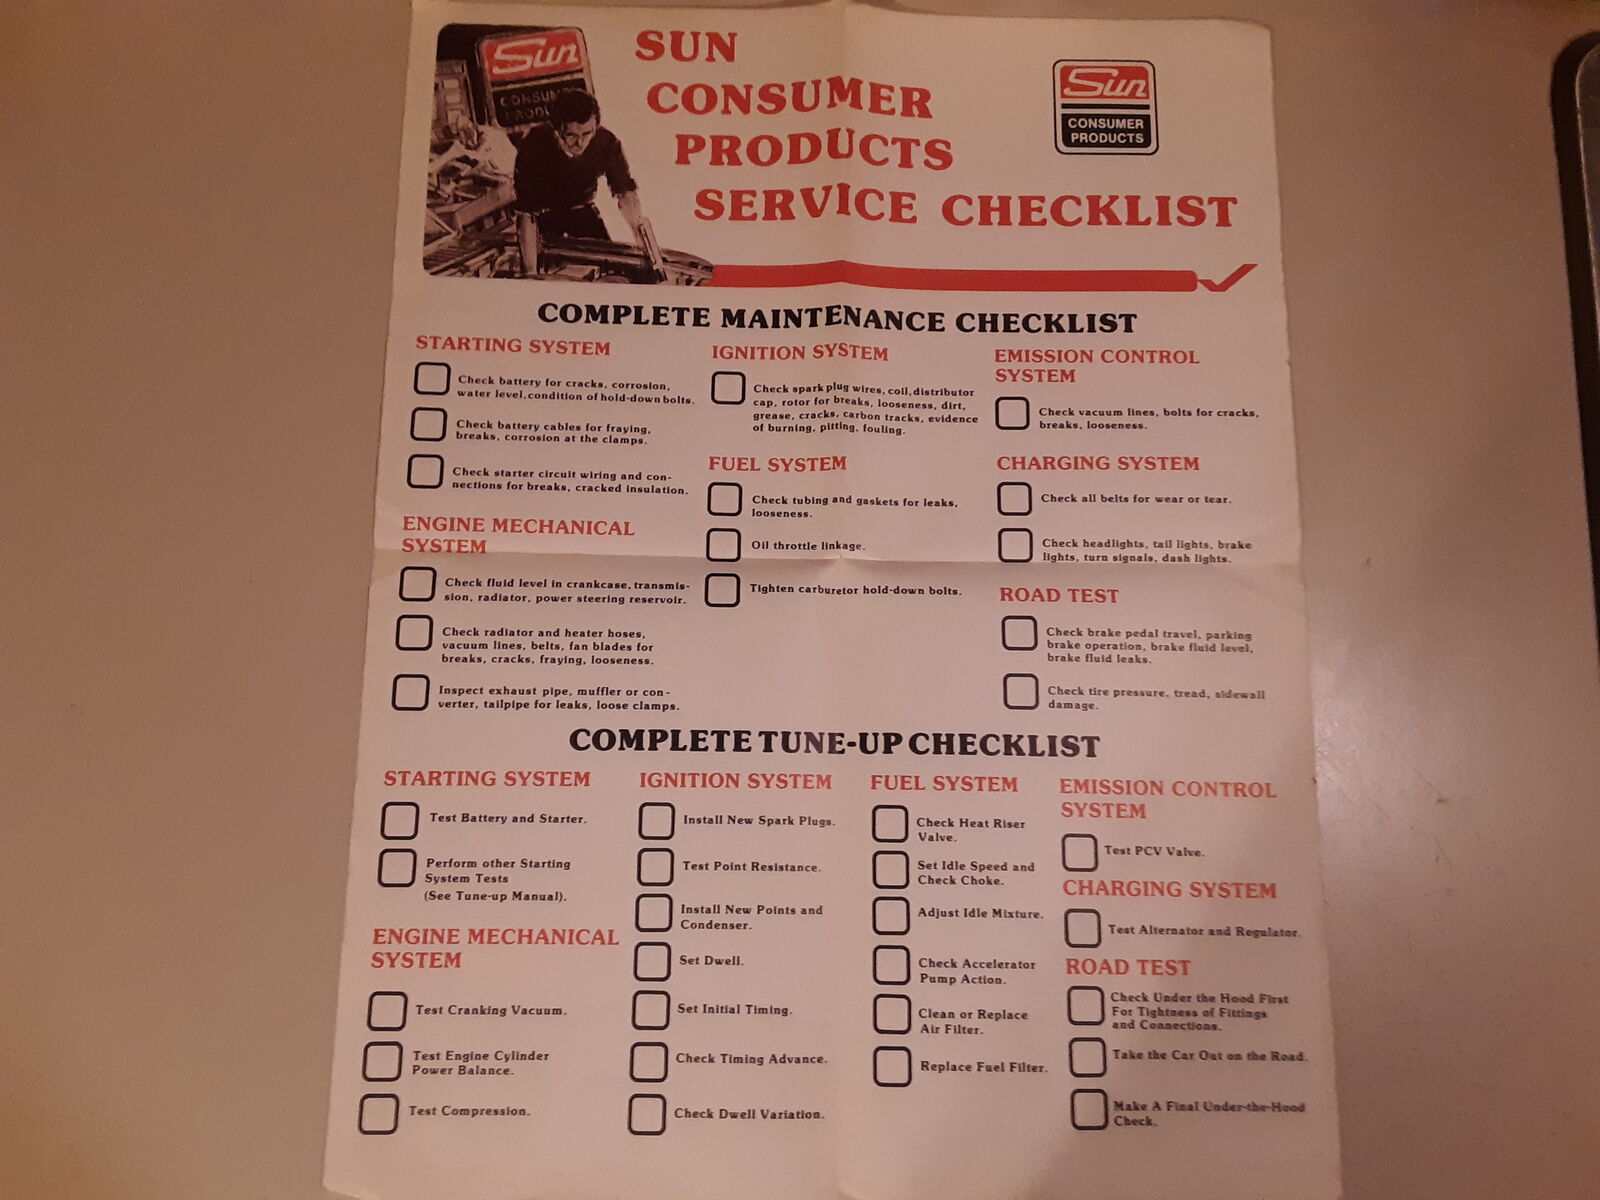 Sun
CONSUMER
PRODU
SUN
CONSUMER
PRODUCTS
SERVICE CHECKLIST
Sun
CONSUMER
PRODUCTS
COMPLETE MAINTENANCE CHECKLIST
STARTING SYSTEM
Check battery for cracks, corrosion,
water level, condition of hold-down bolts.
Check battery cables for fraying,
breaks, corrosion at the clamps.
Check starter circuit wiring and con-
nections for breaks, cracked insulation.
ENGINE MECHANICAL
SYSTEM
Check fluid level in crankcase, transmis-
sion, radiator, power steering reservoir.
Check radiator and heater hoses,
vacuum lines, belts, fan blades for
breaks, cracks, fraying, looseness.
Inspect exhaust pipe, muffler or con-
verter, tailpipe for leaks, loose clamps.
IGNITION SYSTEM
Check spark plug wires, coil, distributor
cap, rotor for breaks, looseness, dirt,
grease, cracks, carbon tracks, evidence
of burning, pitting, fouling.
FUEL SYSTEM
Check tubing and gaskets for leaks,
looseness.
Oil throttle linkage.
Tighten carburetor hold-down bolts.
EMISSION CONTROL
SYSTEM
Check vacuum lines, bolts for cracks,
breaks, looseness.
CHARGING SYSTEM
Check all belts for wear or tear.
Check headlights, tail lights, brake
lights, turn signals, dash lights.
ROAD TEST
Check brake pedal travel, parking
brake operation, brake fluid level,
brake fluid leaks.
Check tire pressure, tread, sidewall
damage.
COMPLETE TUNE-UP CHECKLIST
STARTING SYSTEM
Test Battery and Starter.
Perform other Starting
System Tests
(See Tune-up Manual).
ENGINE MECHANICAL
SYSTEM
Test Cranking Vacuum.
Test Engine Cylinder
Power Balance.
Test Compression.
IGNITION SYSTEM
Install New Spark Plugs.
Test Point Resistance.
Install New Points and
Condenser.
Set Dwell.
Set Initial Timing.
Check Timing Advance.
Check Dwell Variation.
FUEL SYSTEM
Check Heat Riser
Valve.
Set Idle Speed and
Check Choke.
Adjust Idle Mixture.
Check Accelerator
Pump Action.
Clean or Replace
Air Filter.
Replace Fuel Filter.
EMISSION CONTROL
SYSTEM
Test PCV Valve.
CHARGING SYSTEM
Test Alternator and Regulator.
ROAD TEST
Check Under the Hood First
For Tightness of Fittings
and Connections.
Take the Car Out on the Road.
Make A Final Under-the-Hood
Check.